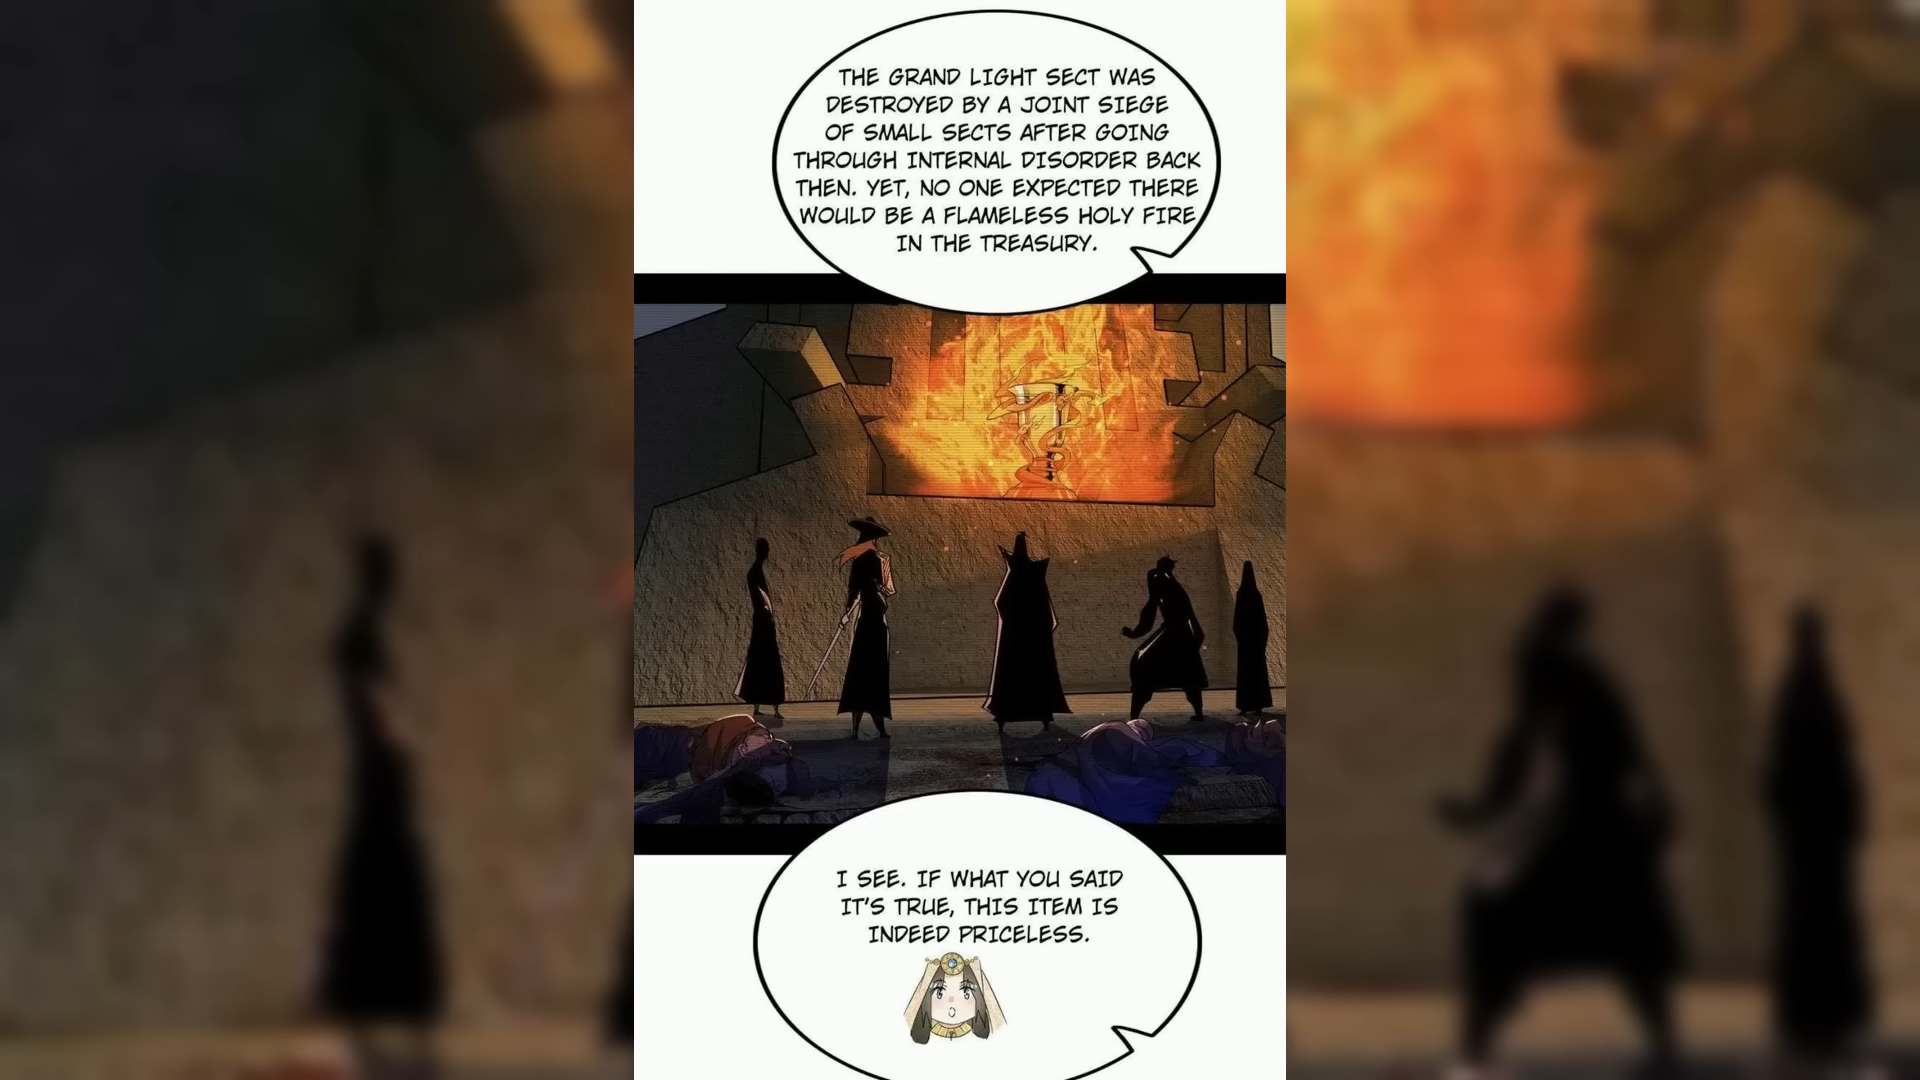 THE GRAND LIGHT SECT WAS
DESTROYED BY A JOINT SIEGE
OF SMALL SECTS AFTER GOING
THROUGH INTERNAL DISORDER BACK
THEN. YET, NO ONE EXPECTED THERE
WOULD BE A FLAMELESS HOLY FIRE
IN THE TREASURY.
I SEE. IF WHAT YOU SAID
IT'S TRUE, THIS ITEM IS
INDEED PRICELESS.